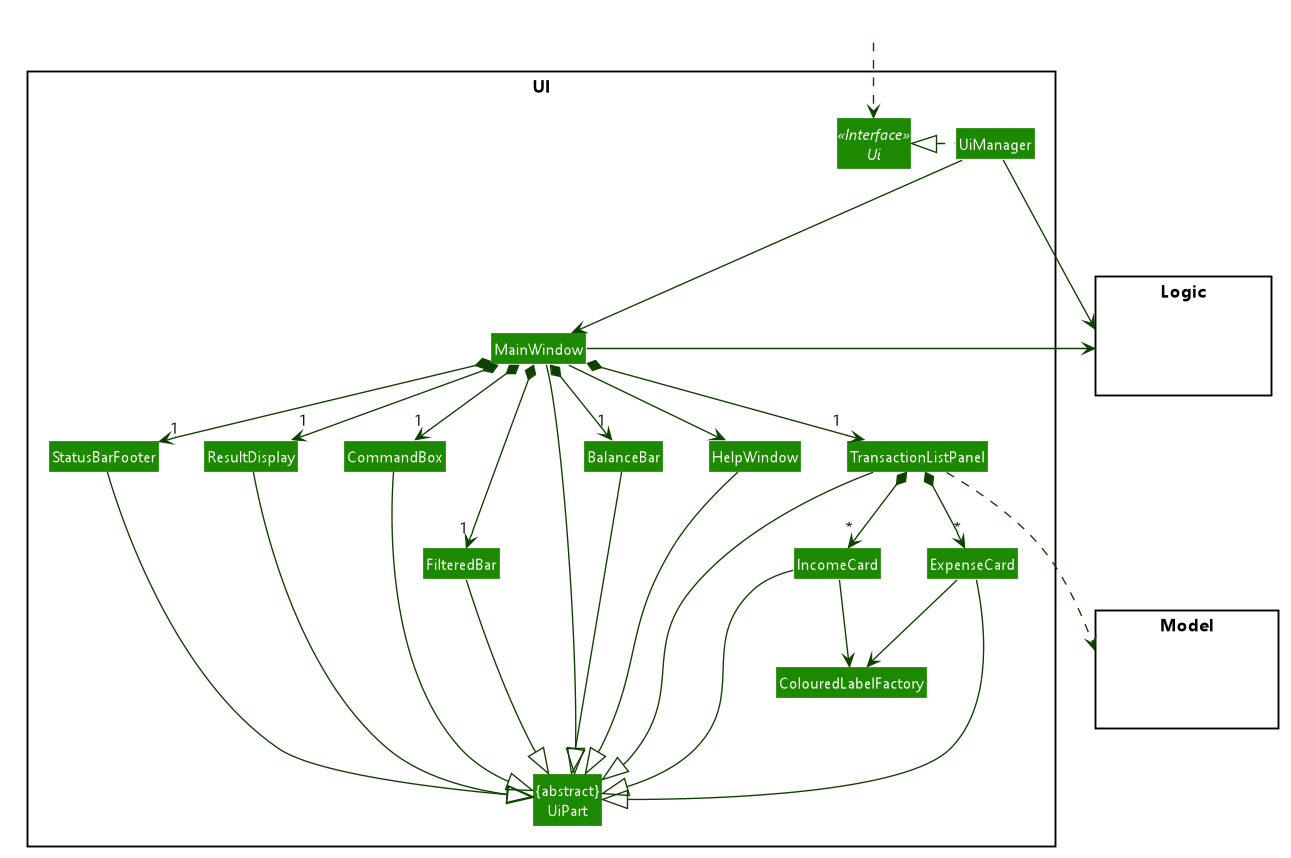 UI
«Interface»
Ui
UiManager
Logic
MainWindow
1
1
1
1
1
StatusBarFooter
ResultDisplay
CommandBox
BalanceBar
HelpWindow
TransactionListPanel
1
*
*
FilteredBar
IncomeCard
ExpenseCard
Model
ColouredLabelFactory
{abstract}
UiPart